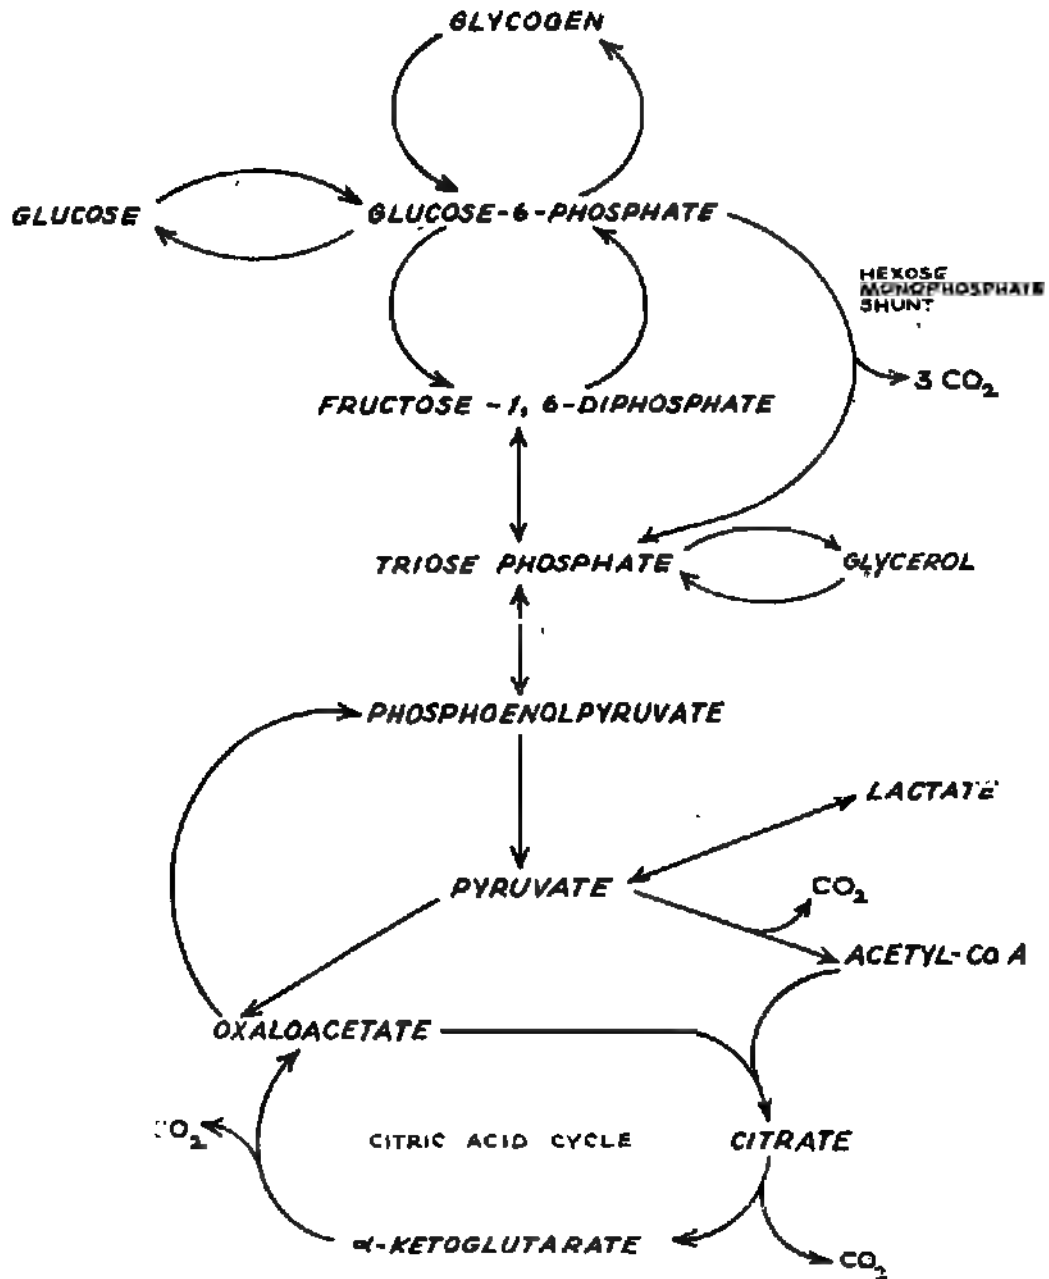 GLYCOGEN
GLUCOSE
GLUCOSE-6-PHOSPHATE
HEXOSE
MONOPHOSPHATE
SHUNT
3 CO₂
FRUCTOSE -1, 6-DIPHOSPHATE
TRIOSE PHOSPHATE
GLYCEROL
PHOSPHOENOLPYRUVATE
LACTATE
PYRUVATE
CO₂
ACETYL-CoA
OXALOACETATE
CO₂
CITRIC ACID CYCLE
CITRATE
α-KETOGLUTARATE
CO₂